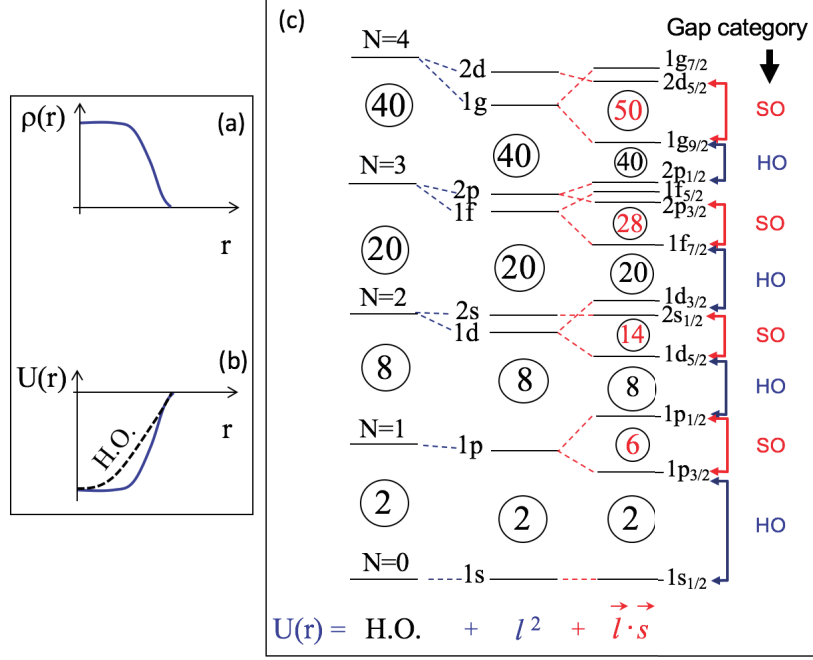 (a)
ρ(r)
r
(b)
U(r)
H.O.
r
(c)
Gap category
N=4
2d
1g
1g7/2
2d5/2
40
50
SO
1g9/2
40
40
HO
2p1/2
N=3
2p
1f
1f5/2
2p3/2
28
SO
1f7/2
20
20
20
HO
1d3/2
N=2
2s
1d
2s1/2
14
SO
1d5/2
8
8
8
HO
1p1/2
N=1
1p
6
SO
1p3/2
2
2
2
HO
N=0
1s
1s1/2
U(r) = H.O. + l² + l · s